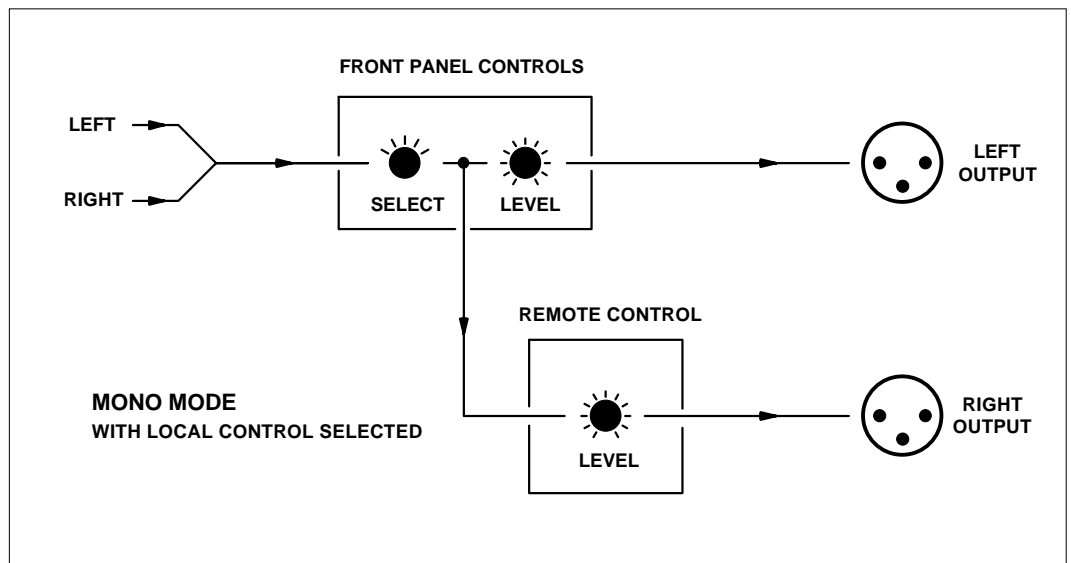 FRONT PANEL CONTROLS
LEFT
RIGHT
SELECT
LEVEL
LEFT
OUTPUT
REMOTE CONTROL
LEVEL
RIGHT
OUTPUT
MONO MODE
WITH LOCAL CONTROL SELECTED